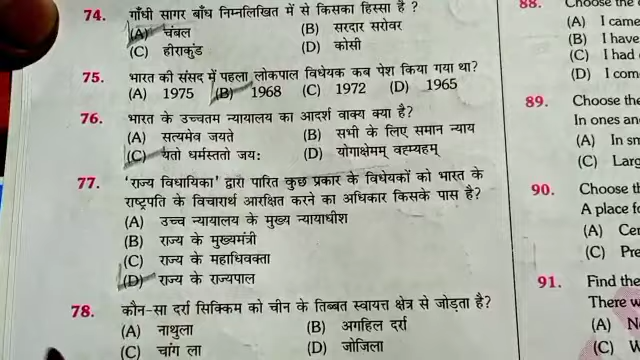 74. गाँधी सागर बाँध निम्नलिखित में से किसका हिस्सा है ?
(A) चंबल (B) सरदार सरोवर
(C) हीराकुंड (D) कोसी
75. भारत की संसद में पहला लोकपाल विधेयक कब पेश किया गया था?
(A) 1975 (B) 1968 (C) 1972 (D) 1965
76. भारत के उच्चतम न्यायालय का आदर्श वाक्य क्या है?
(A) सत्यमेव जयते (B) सभी के लिए समान न्याय
(C) यतो धर्मस्ततो जय: (D) योगाक्षेमम् वहम्यहम्
77. 'राज्य विधायिका' द्वारा पारित कुछ प्रकार के विधेयकों को भारत के
राष्ट्रपति के विचारार्थ आरक्षित करने का अधिकार किसके पास है?
(A) उच्च न्यायालय के मुख्य न्यायाधीश
(B) राज्य के मुख्यमंत्री
(C) राज्य के महाधिवक्ता
(D) राज्य के राज्यपाल
78. कौन-सा दर्रा सिक्किम को चीन के तिब्बत स्वायत्त क्षेत्र से जोड़ता है?
(A) नाथुला (B) अगहिल दर्रा
(C) चांग ला (D) जोजिला
88. Choose the
(A) I came
(B) I have
(C) I had
(D) I com
89. Choose the
In ones an
(A) In sm
(C) Larg
90. Choose t
A place f
(A) Cer
(C) Pre
91. Find the
There w
(A) N
(C) W